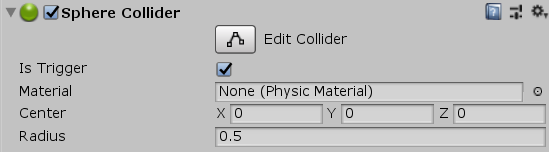 Sphere Collider
Edit Collider
Is Trigger
Material None (Physic Material)
Center X 0 Y 0 Z 0
Radius 0.5